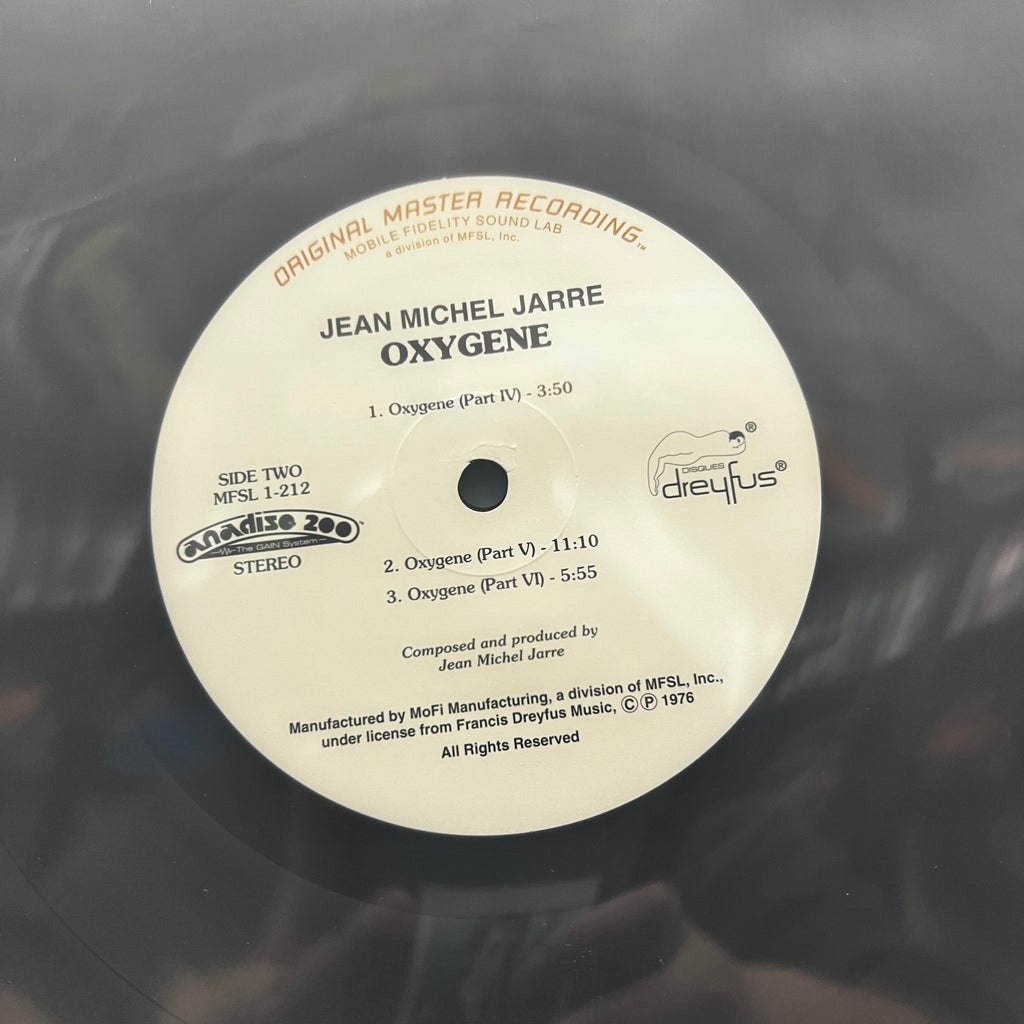 ORIGINAL MASTER RECORDING™
MOBILE FIDELITY SOUND LAB
a division of MFSL, Inc.
JEAN MICHEL JARRE
OXYGENE
1. Oxygene (Part IV) - 3:50
SIDE TWO
MFSL 1-212
anadisc 200™
The GAIN System
STEREO
DISQUES
dreyfus®
®
2. Oxygene (Part V) - 11:10
3. Oxygene (Part VI) - 5:55
Composed and produced by
Jean Michel Jarre
Manufactured by MoFi Manufacturing, a division of MFSL, Inc.,
under license from Francis Dreyfus Music, ©℗ 1976
All Rights Reserved